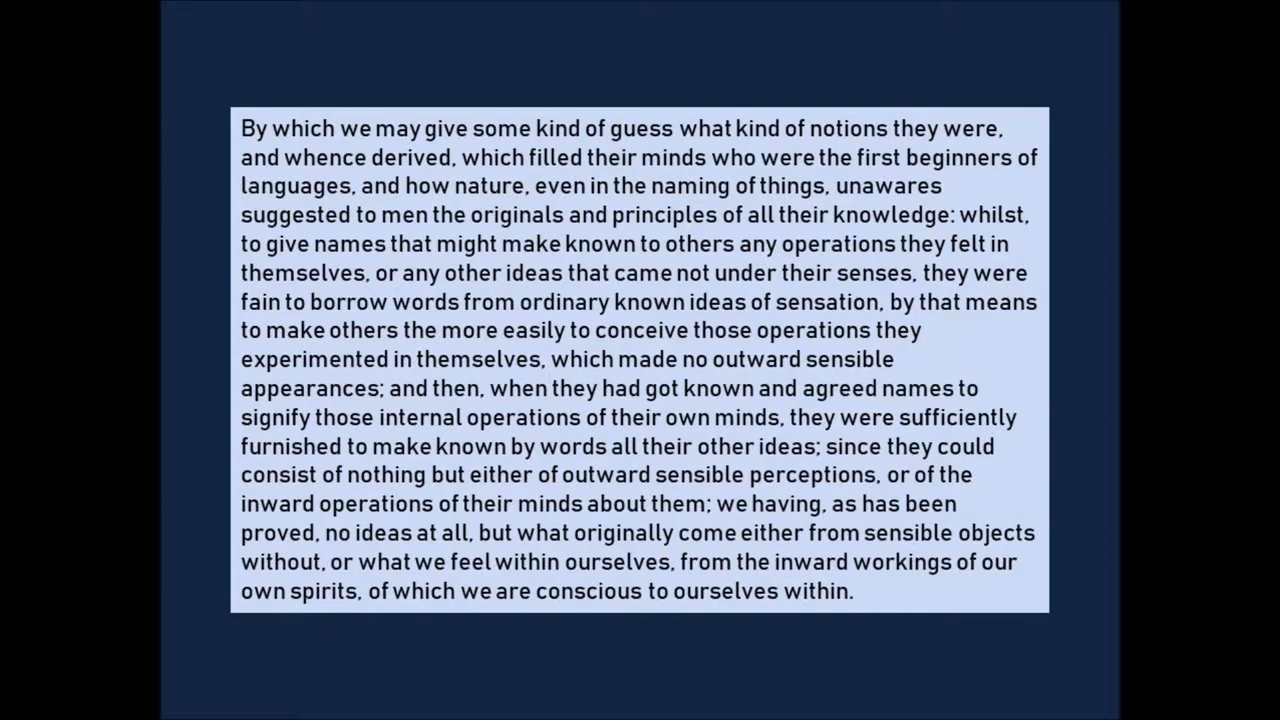 By which we may give some kind of guess what kind of notions they were,
and whence derived, which filled their minds who were the first beginners of
languages, and how nature, even in the naming of things, unawares
suggested to men the originals and principles of all their knowledge: whilst,
to give names that might make known to others any operations they felt in
themselves, or any other ideas that came not under their senses, they were
fain to borrow words from ordinary known ideas of sensation, by that means
to make others the more easily to conceive those operations they
experimented in themselves, which made no outward sensible
appearances; and then, when they had got known and agreed names to
signify those internal operations of their own minds, they were sufficiently
furnished to make known by words all their other ideas; since they could
consist of nothing but either of outward sensible perceptions, or of the
inward operations of their minds about them; we having, as has been
proved, no ideas at all, but what originally come either from sensible objects
without, or what we feel within ourselves, from the inward workings of our
own spirits, of which we are conscious to ourselves within.